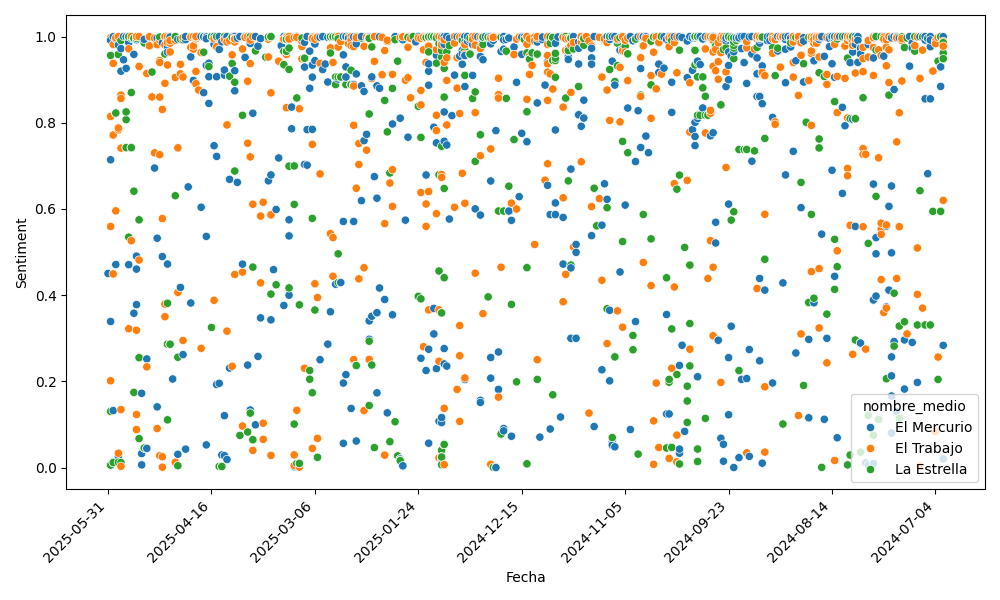 1.0
0.8
0.6
0.4
0.2
0.0
Sentiment
nombre_medio
El Mercurio
El Trabajo
La Estrella
2025-05-31
2025-04-16
2025-03-06
2025-01-24
2024-12-15
2024-11-05
2024-09-23
2024-08-14
2024-07-04
Fecha